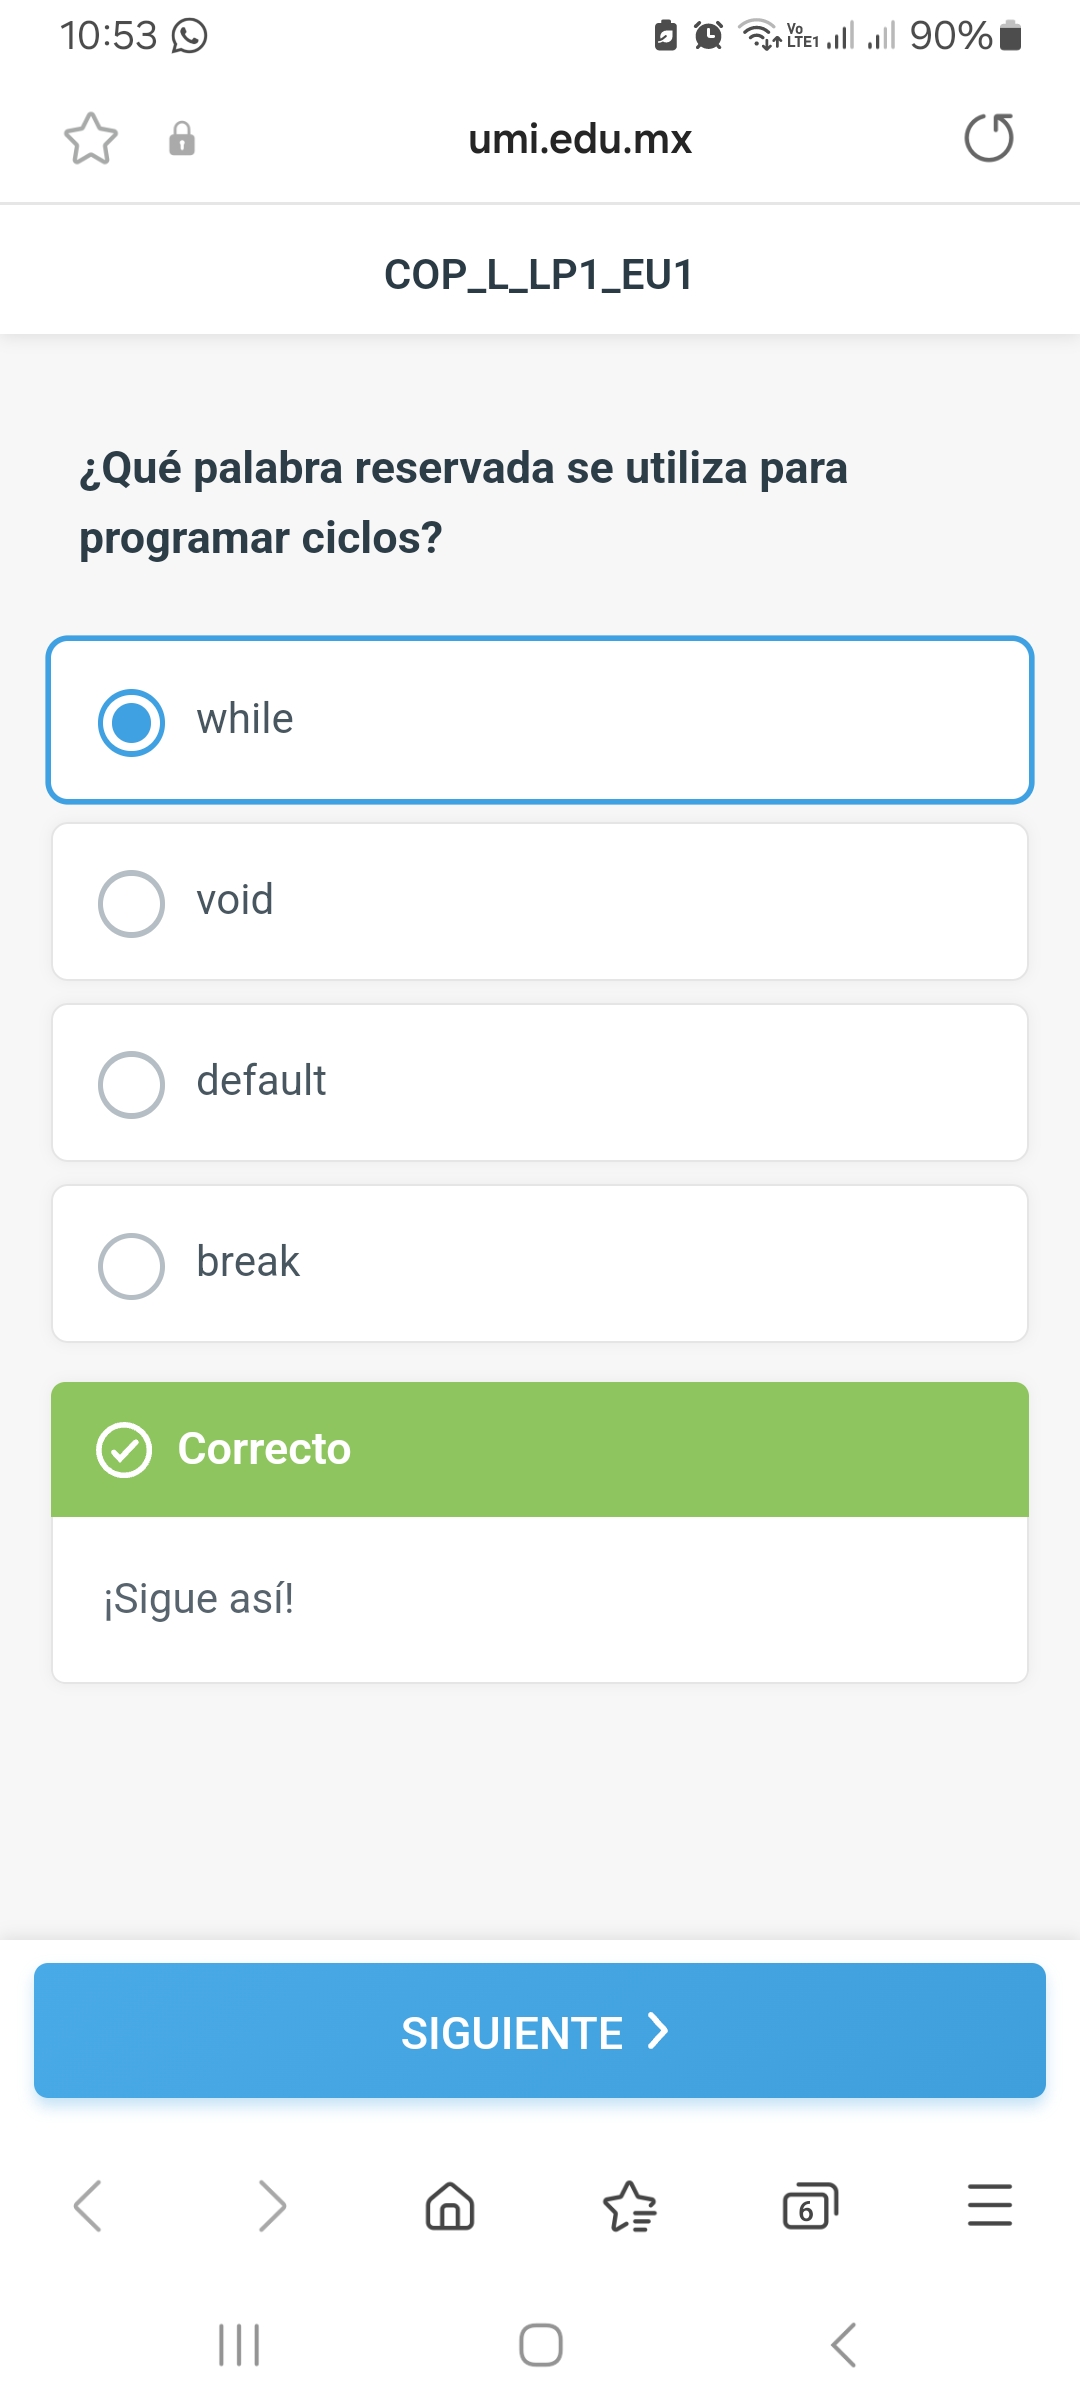 10:53
Vo LTE1 90%
umi.edu.mx
COP_L_LP1_EU1
¿Qué palabra reservada se utiliza para
programar ciclos?
while
void
default
break
Correcto
¡Sigue así!
SIGUIENTE
6